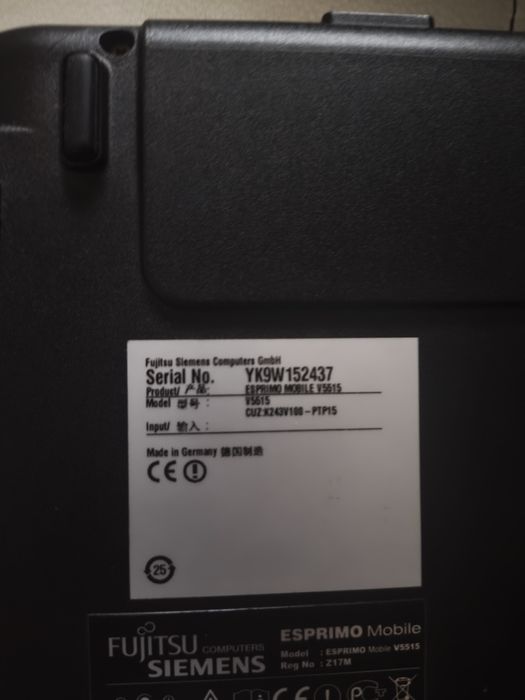 Fujitsu Siemens Computers GmbH
Serial No. YK9W152437
Product/ 产品: ESPRIMO MOBILE V5515
Model 型号: V5515
CUZ:K243V100-PTP15
Input/ 输入:
Made in Germany 德国制造
CE
25
FUJITSU COMPUTERS
SIEMENS
ESPRIMO Mobile
Model : ESPRIMO Mobile V5515
Reg No : Z17M